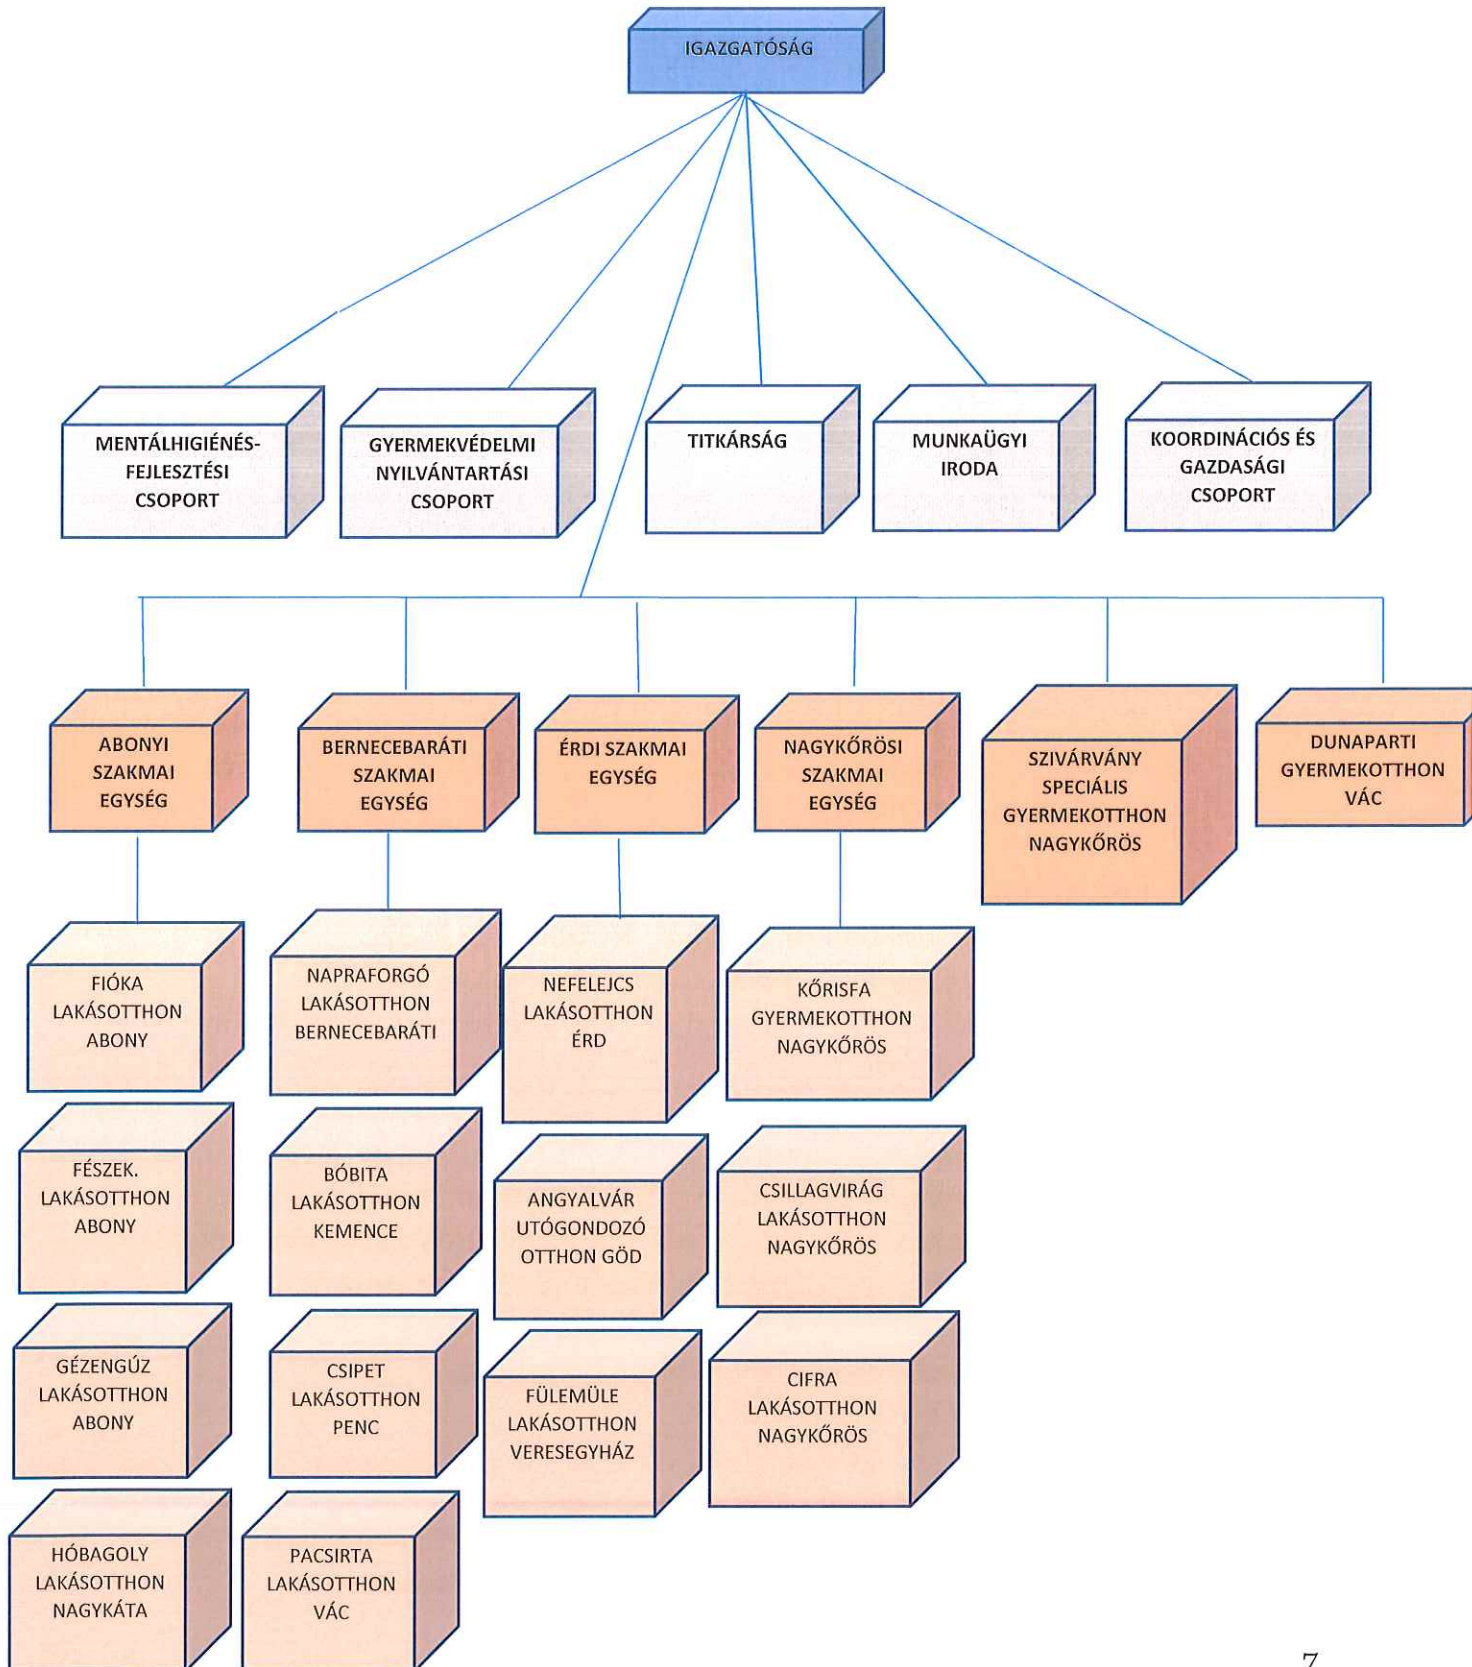 IGAZGATÓSÁG
MENTÁLHIGIÉNÉS-
FEJLESZTÉSI
CSOPORT
GYERMEKVÉDELMI
NYILVÁNTARTÁSI
CSOPORT
TITKÁRSÁG
MUNKAÜGYI
IRODA
KOORDINÁCIÓS ÉS
GAZDASÁGI
CSOPORT
ABONYI
SZAKMAI
EGYSÉG
BERNECEBARÁTI
SZAKMAI
EGYSÉG
ÉRDI SZAKMAI
EGYSÉG
NAGYKŐRÖSI
SZAKMAI
EGYSÉG
SZIVÁRVÁNY
SPECIÁLIS
GYERMEKOTTHON
NAGYKŐRÖS
DUNAPARTI
GYERMEKOTTHON
VÁC
FIÓKA
LAKÁSOTTHON
ABONY
NAPRAFORGÓ
LAKÁSOTTHON
BERNECEBARÁTI
NEFELEJCS
LAKÁSOTTHON
ÉRD
KŐRISFA
GYERMEKOTTHON
NAGYKŐRÖS
FÉSZEK.
LAKÁSOTTHON
ABONY
BÓBITA
LAKÁSOTTHON
KEMENCE
ANGYALVÁR
UTÓGONDOZÓ
OTTHON GÖD
CSILLAGVIRÁG
LAKÁSOTTHON
NAGYKŐRÖS
GÉZENGÚZ
LAKÁSOTTHON
ABONY
CSIPET
LAKÁSOTTHON
PENC
FÜLEMÜLE
LAKÁSOTTHON
VERESEGYHÁZ
CIFRA
LAKÁSOTTHON
NAGYKŐRÖS
HÓBAGOLY
LAKÁSOTTHON
NAGYKÁTA
PACSIRTA
LAKÁSOTTHON
VÁC
7